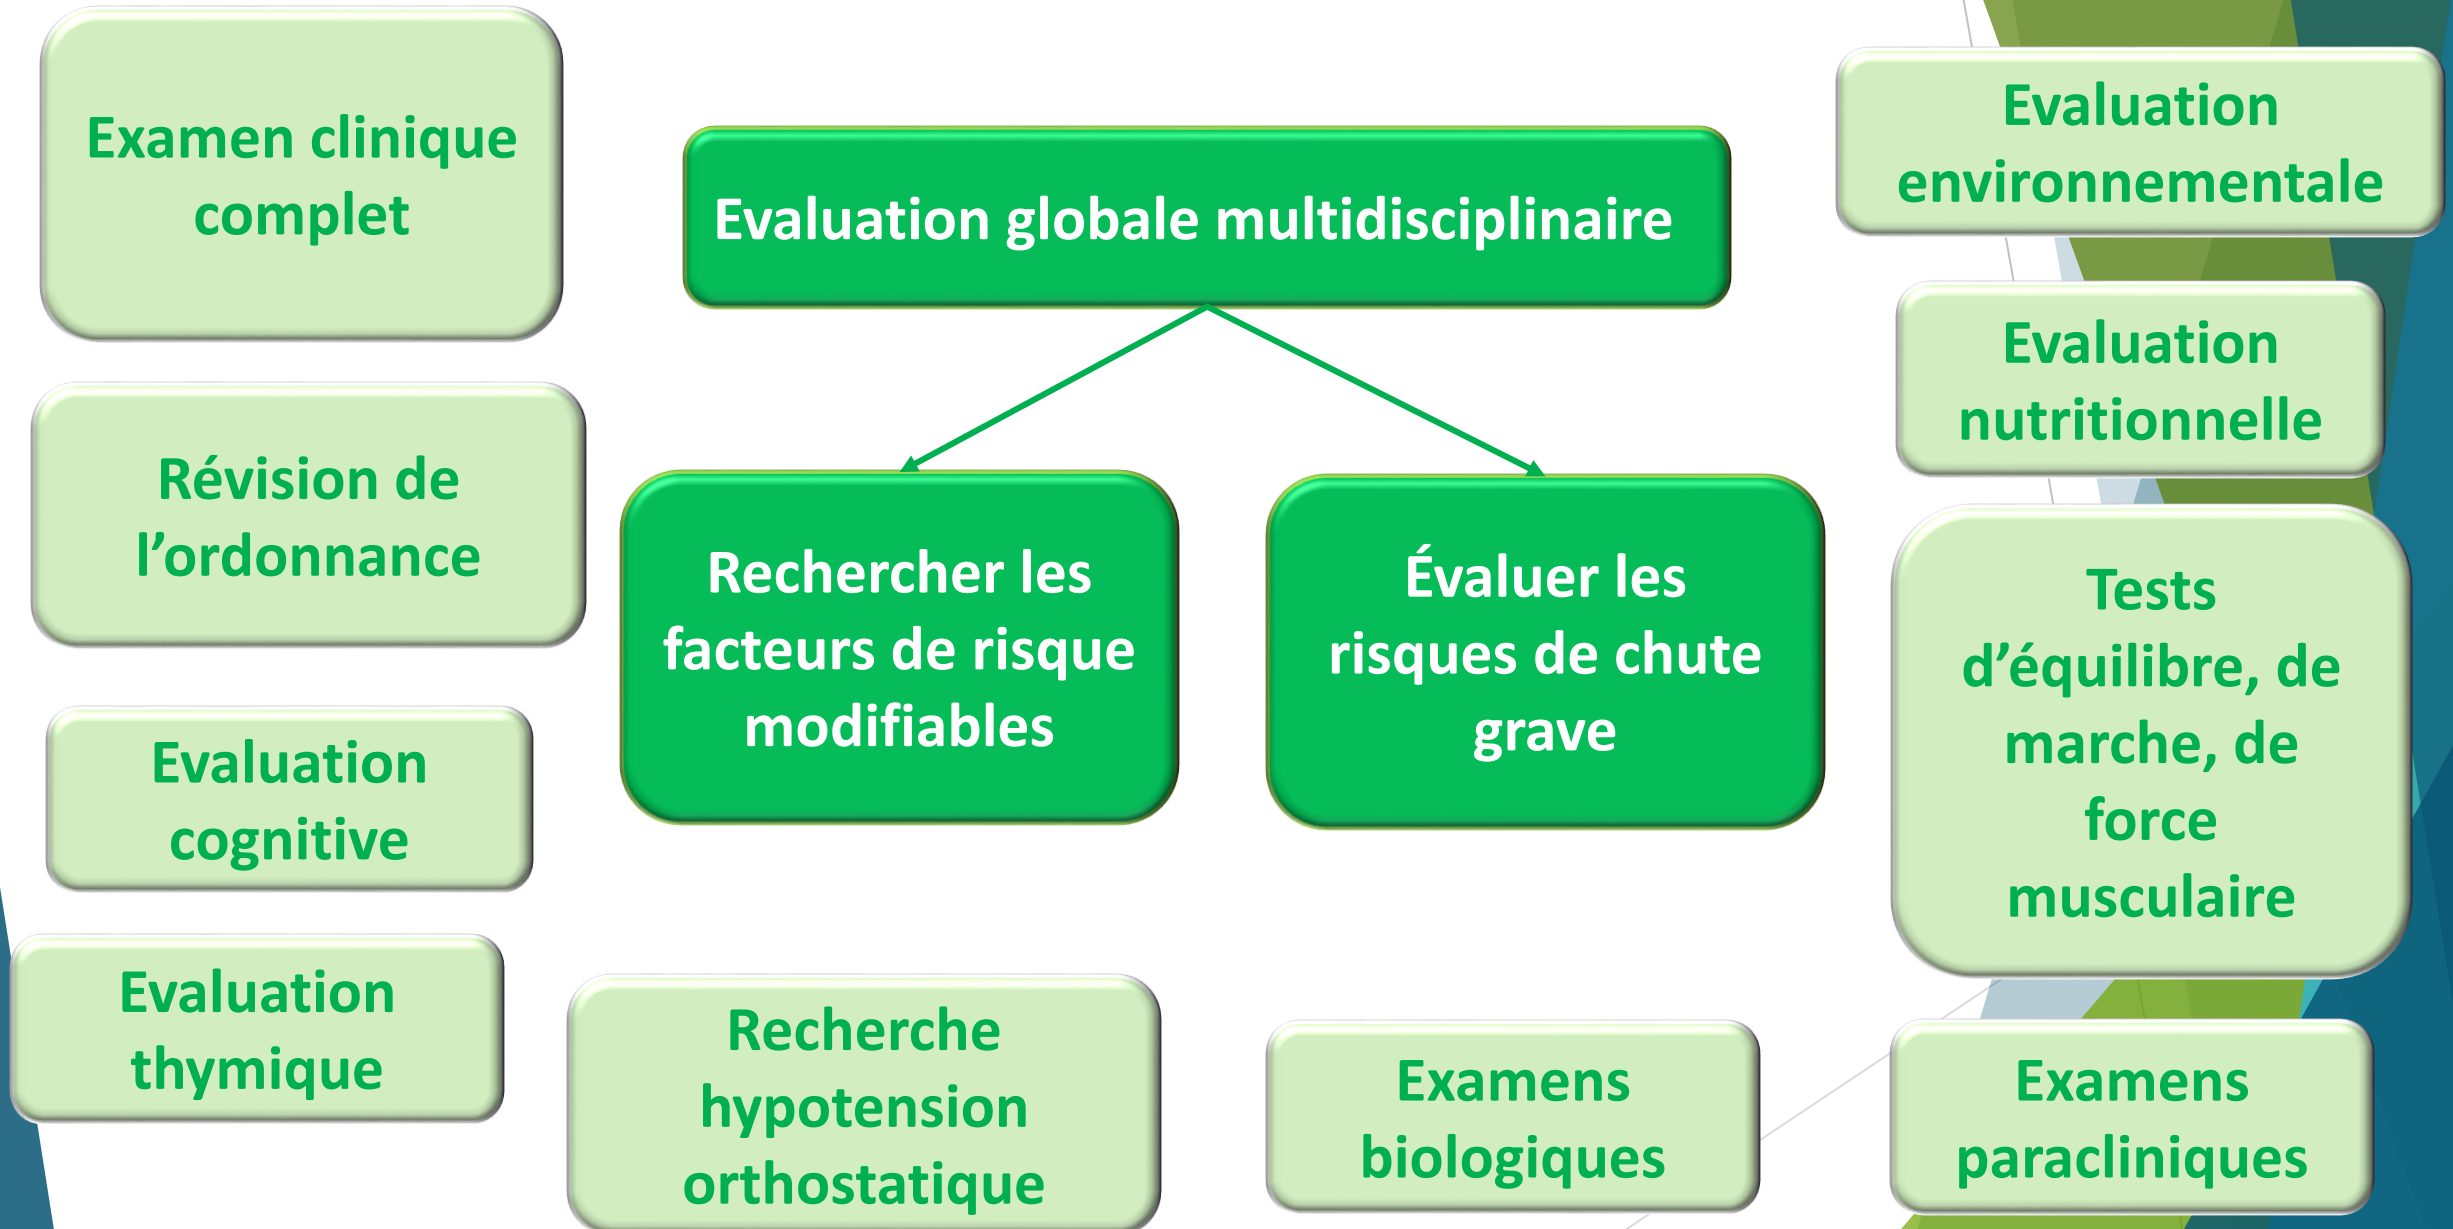 Examen clinique
complet
Révision de
l’ordonnance
Evaluation
cognitive
Evaluation
thymique
Evaluation globale multidisciplinaire
Rechercher les
facteurs de risque
modifiables
Évaluer les
risques de chute
grave
Recherche
hypotension
orthostatique
Examens
biologiques
Evaluation
environnementale
Evaluation
nutritionnelle
Tests
d’équilibre, de
marche, de
force
musculaire
Examens
paracliniques